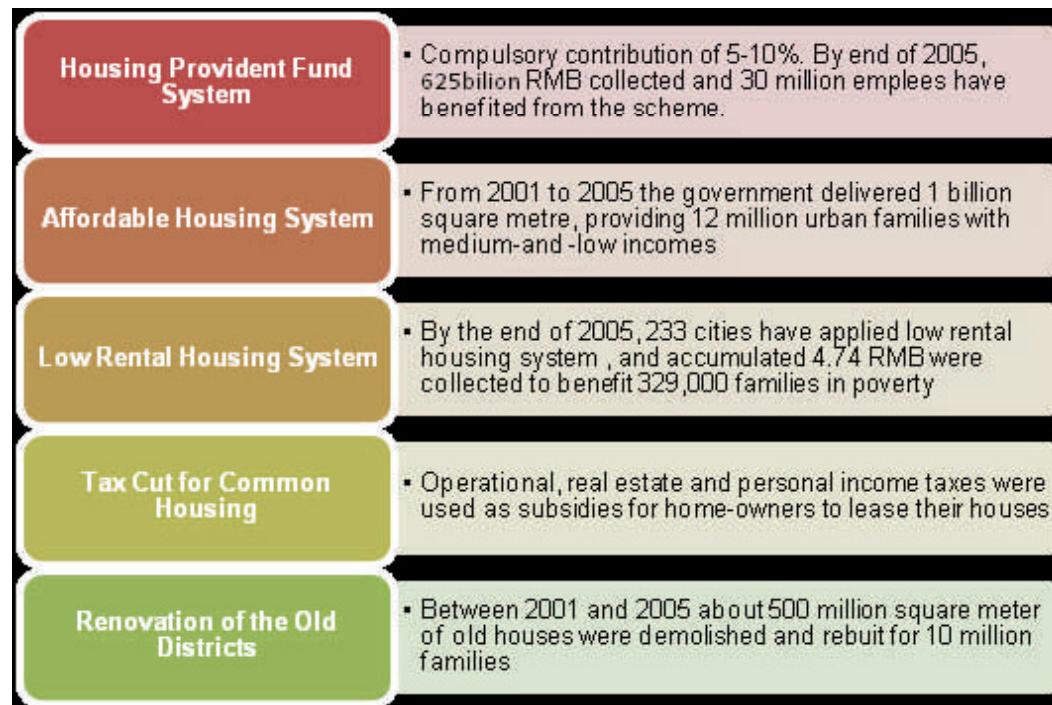 Housing Provident Fund
System
▪ Compulsory contribution of 5-10%. By end of 2005,
625bilion RMB collected and 30 million emplees have
benefited from the scheme.
Affordable Housing System
▪ From 2001 to 2005 the government delivered 1 billion
square metre, providing 12 million urban families with
medium-and -low incomes
Low Rental Housing System
▪ By the end of 2005, 233 cities have applied low rental
housing system , and accumulated 4.74 RMB were
collected to benefit 329,000 families in poverty
Tax Cut for Common
Housing
▪ Operational, real estate and personal income taxes were
used as subsidies for home-owners to lease their houses
Renovation of the Old
Districts
▪ Between 2001 and 2005 about 500 million square meter
of old houses were demolished and rebuit for 10 million
families